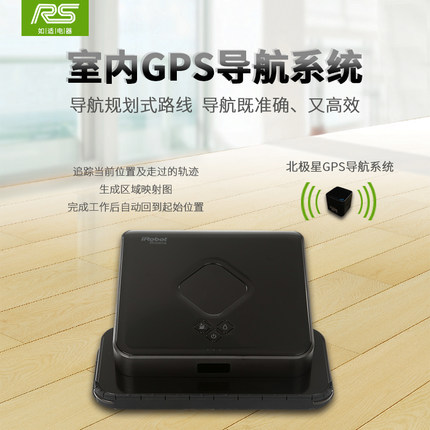 RS
如适电器
室内GPS导航系统
导航规划式路线 导航既准确、又高效
追踪当前位置及走过的轨迹
生成区域映射图
完成工作后自动回到起始位置
北极星GPS导航系统